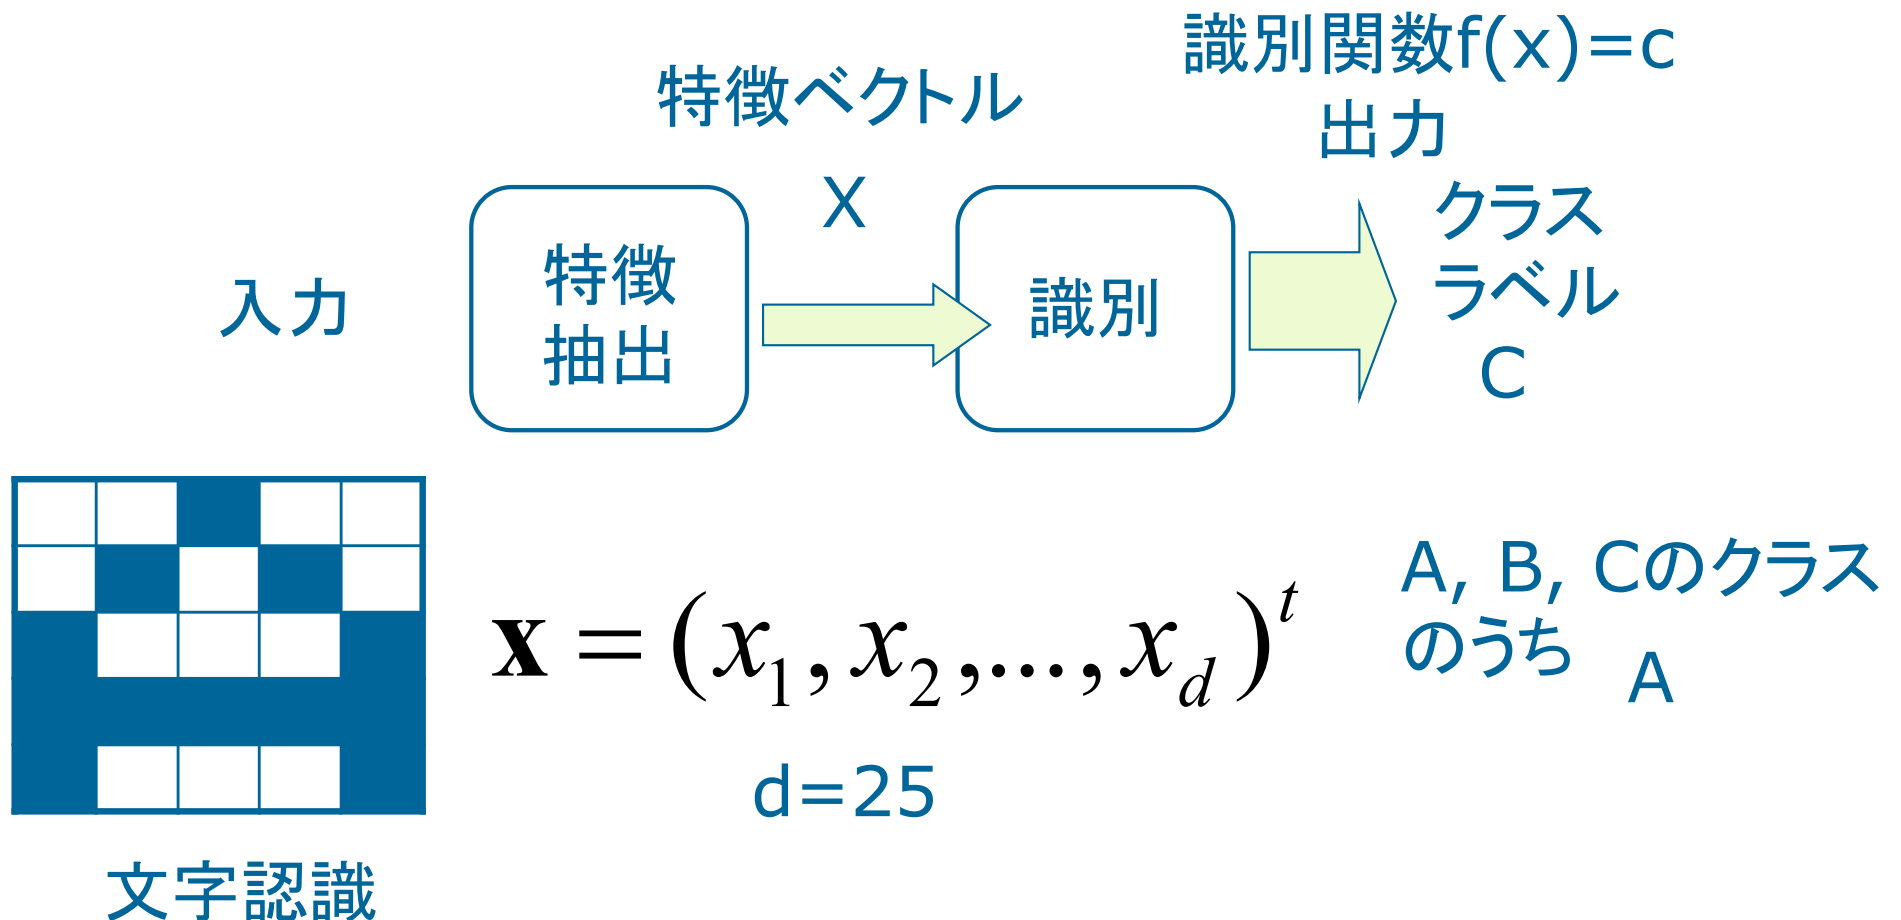 識別関数f(x)=c
出力
特徴ベクトル
X
クラス
ラベル
C
入力
特徴
抽出
識別
x = (x₁, x₂,..., x_d)ᵗ
d=25
A, B, Cのクラス
のうち
A
文字認識